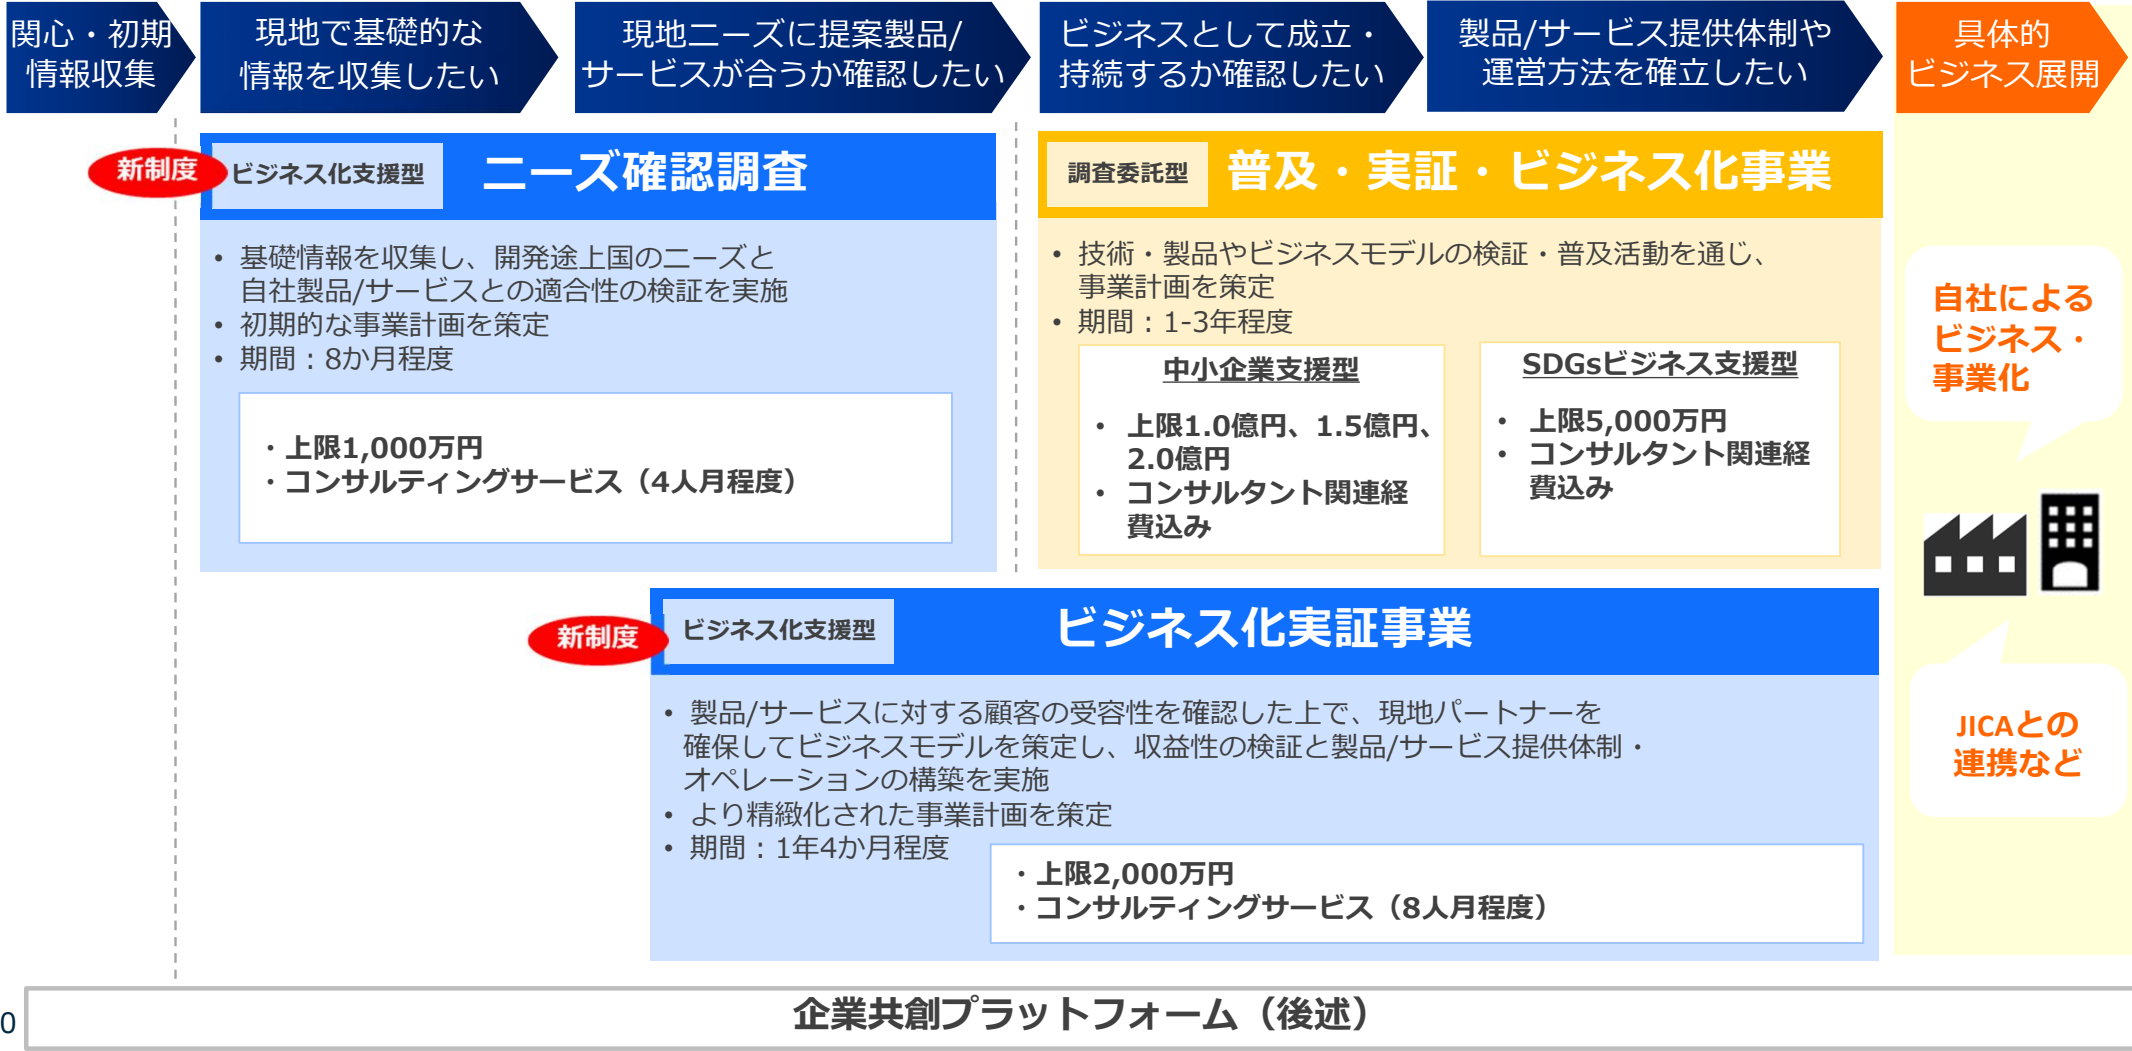 関心・初期
情報収集
現地で基礎的な
情報を収集したい
現地ニーズに提案製品/
サービスが合うか確認したい
ビジネスとして成立・
持続するか確認したい
製品/サービス提供体制や
運営方法を確立したい
具体的
ビジネス展開
新制度
ビジネス化支援型
ニーズ確認調査
・基礎情報を収集し、開発途上国のニーズと
自社製品/サービスとの適合性の検証を実施
・初期的な事業計画を策定
・期間：8か月程度
・上限1,000万円
・コンサルティングサービス（4人月程度）
調査委託型
普及・実証・ビジネス化事業
・技術・製品やビジネスモデルの検証・普及活動を通じ、
事業計画を策定
・期間：1-3年程度
中小企業支援型
・上限1.0億円、1.5億円、
2.0億円
・コンサルタント関連経
費込み
SDGsビジネス支援型
・上限5,000万円
・コンサルタント関連経
費込み
新制度
ビジネス化支援型
ビジネス化実証事業
・製品/サービスに対する顧客の受容性を確認した上で、現地パートナーを
確保してビジネスモデルを策定し、収益性の検証と製品/サービス提供体制・
オペレーションの構築を実施
・より精緻化された事業計画を策定
・期間：1年4か月程度
・上限2,000万円
・コンサルティングサービス（8人月程度）
自社による
ビジネス・
事業化
JICAとの
連携など
0
企業共創プラットフォーム（後述）